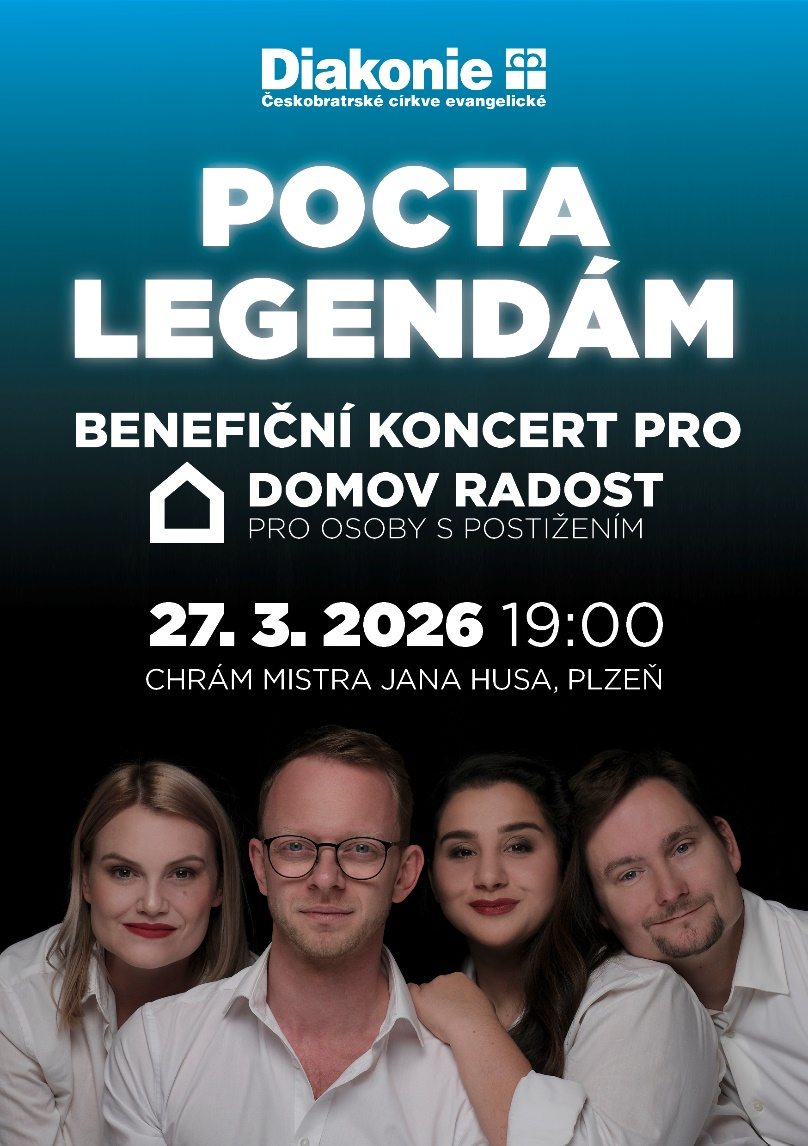 Diakonie
Českobratrské církve evangelické
POCTA
LEGENDÁM
BENEFIČNÍ KONCERT PRO
DOMOV RADOST
PRO OSOBY S POSTIŽENÍM
27. 3. 2026 19:00
CHRÁM MISTRA JANA HUSA, PLZEŇ